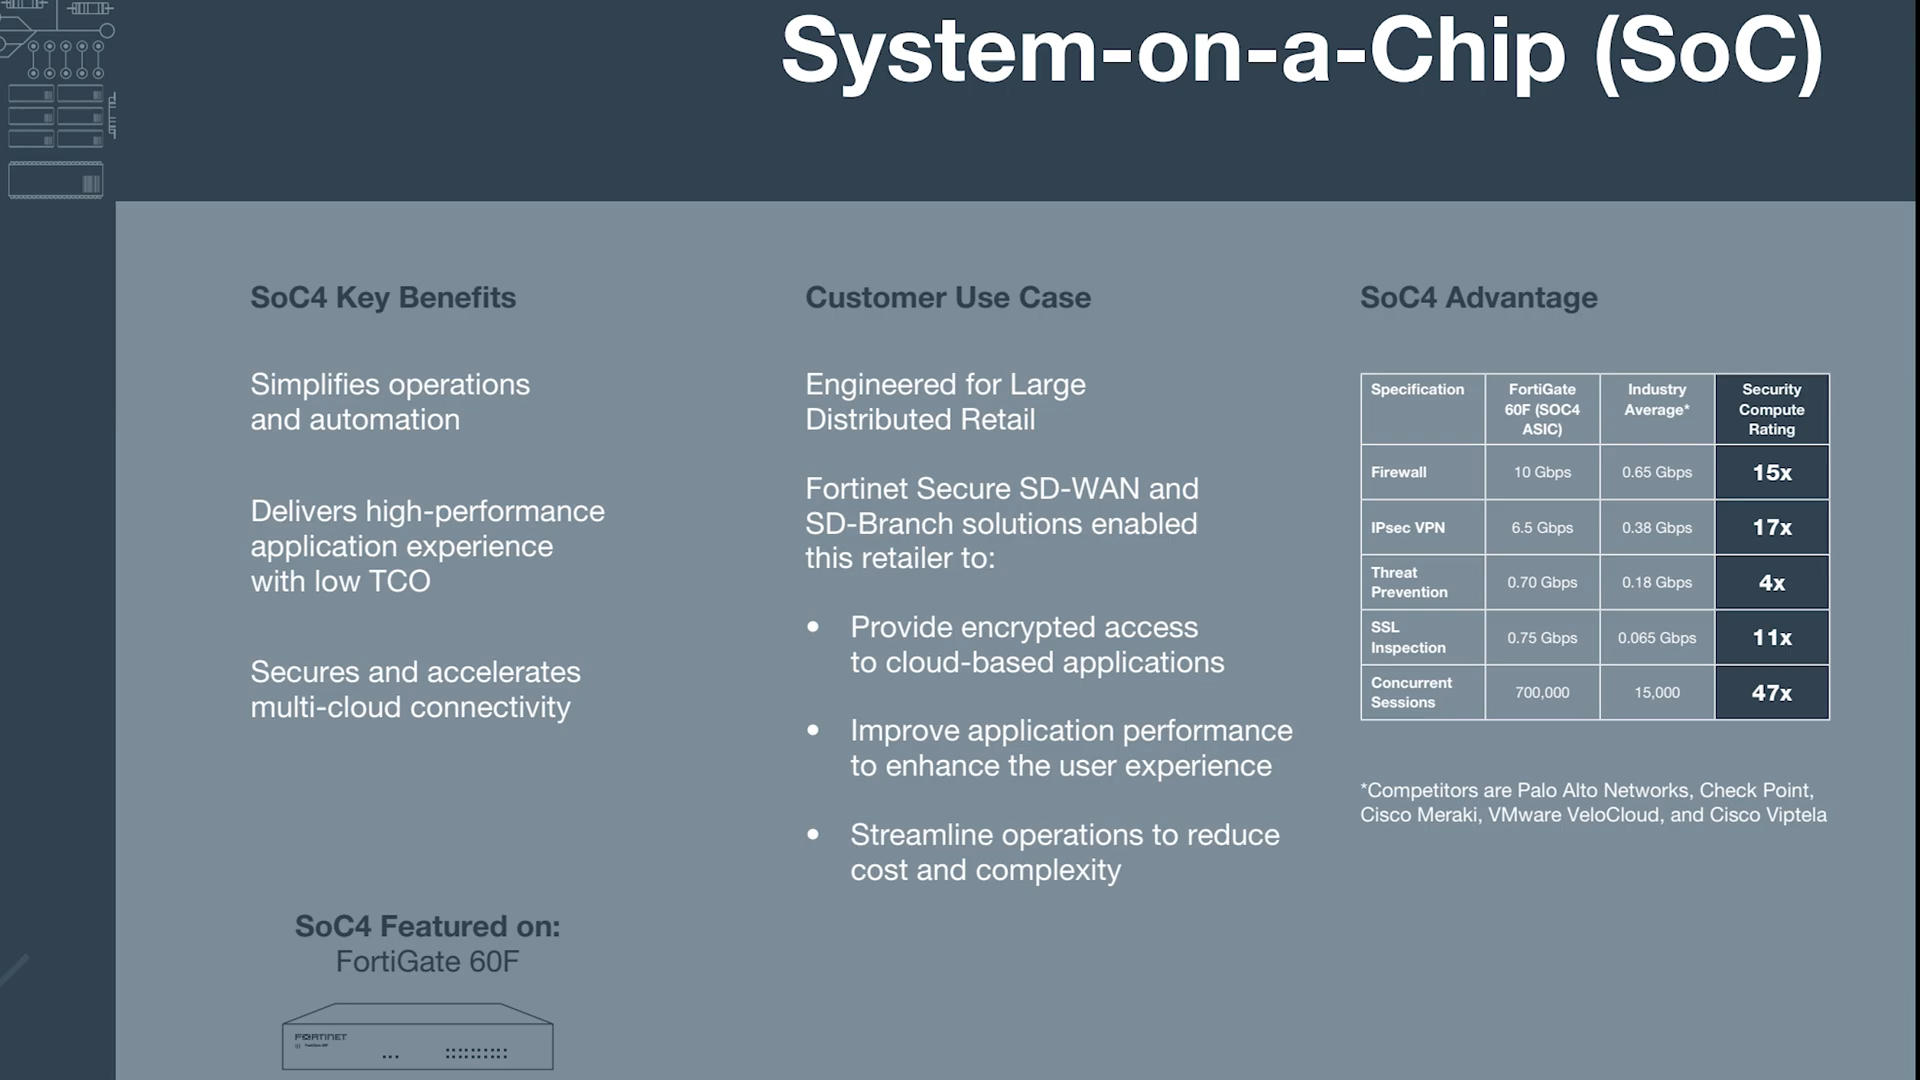 System-on-a-Chip (SoC)
SoC4 Key Benefits
Simplifies operations
and automation
Delivers high-performance
application experience
with low TCO
Secures and accelerates
multi-cloud connectivity
SoC4 Featured on:
FortiGate 60F
FORTINET
Customer Use Case
Engineered for Large
Distributed Retail
Fortinet Secure SD-WAN and
SD-Branch solutions enabled
this retailer to:
• Provide encrypted access
to cloud-based applications
• Improve application performance
to enhance the user experience
• Streamline operations to reduce
cost and complexity
SoC4 Advantage
Specification FortiGate 60F (SOC4 ASIC) Industry Average* Security Compute Rating
Firewall 10 Gbps 0.65 Gbps 15x
IPsec VPN 6.5 Gbps 0.38 Gbps 17x
Threat Prevention 0.70 Gbps 0.18 Gbps 4x
SSL Inspection 0.75 Gbps 0.065 Gbps 11x
Concurrent Sessions 700,000 15,000 47x
*Competitors are Palo Alto Networks, Check Point,
Cisco Meraki, VMware VeloCloud, and Cisco Viptela